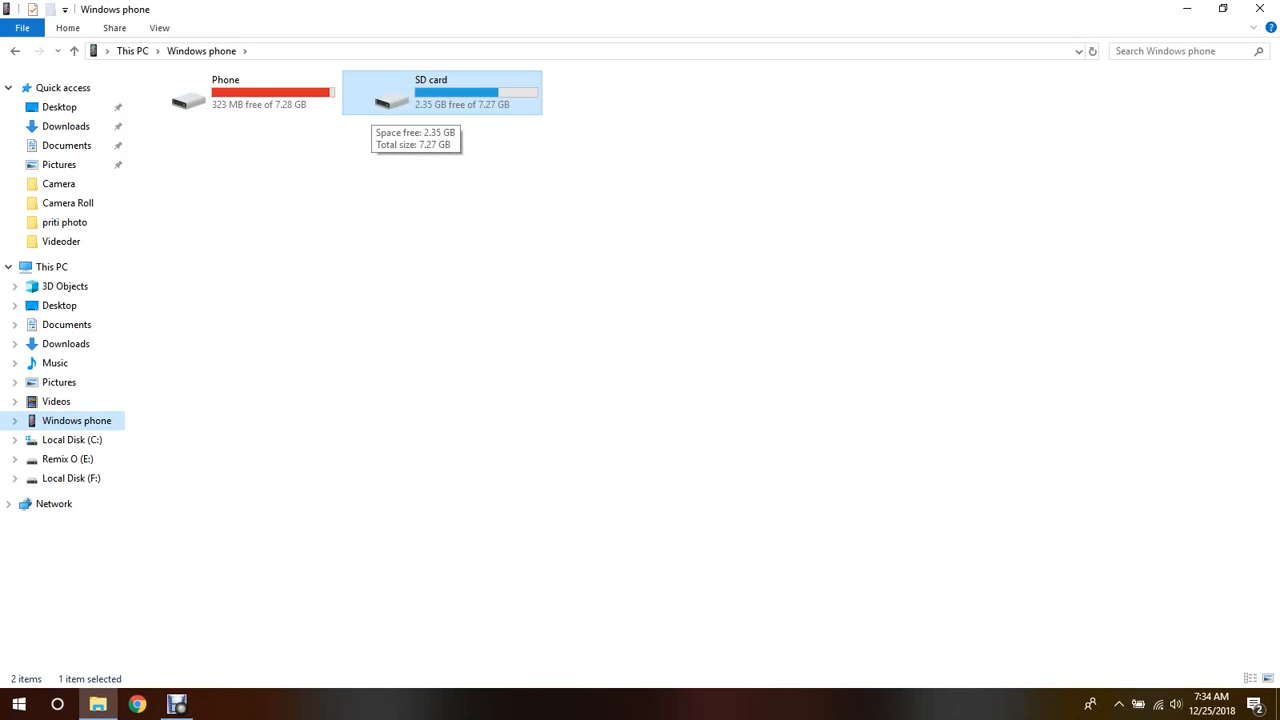 Windows phone
File
Home
Share
View
This PC
Windows phone
Search Windows phone
Quick access
Desktop
Downloads
Documents
Pictures
Camera
Camera Roll
priti photo
Videoder
This PC
3D Objects
Desktop
Documents
Downloads
Music
Pictures
Videos
Windows phone
Local Disk (C:)
Remix O (E:)
Local Disk (F:)
Network
Phone
323 MB free of 7.28 GB
SD card
2.35 GB free of 7.27 GB
Space free: 2.35 GB
Total size: 7.27 GB
2 items
1 item selected
7:34 AM
12/25/2018
2